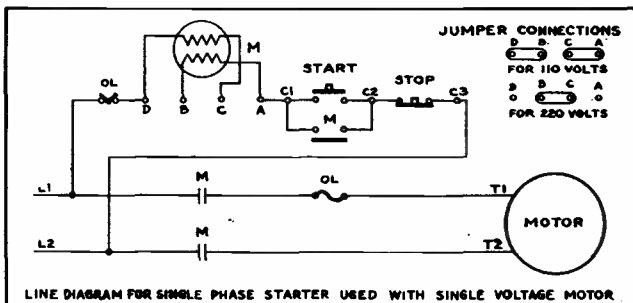 JUMPER CONNECTIONS
D B C A
FOR 110 VOLTS
D B C A
FOR 220 VOLTS
M
START
STOP
OL
D B C A C1 C2 C3
M
L1 M OL T1
MOTOR
L2 M T2
LINE DIAGRAM FOR SINGLE PHASE STARTER USED WITH SINGLE VOLTAGE MOTOR